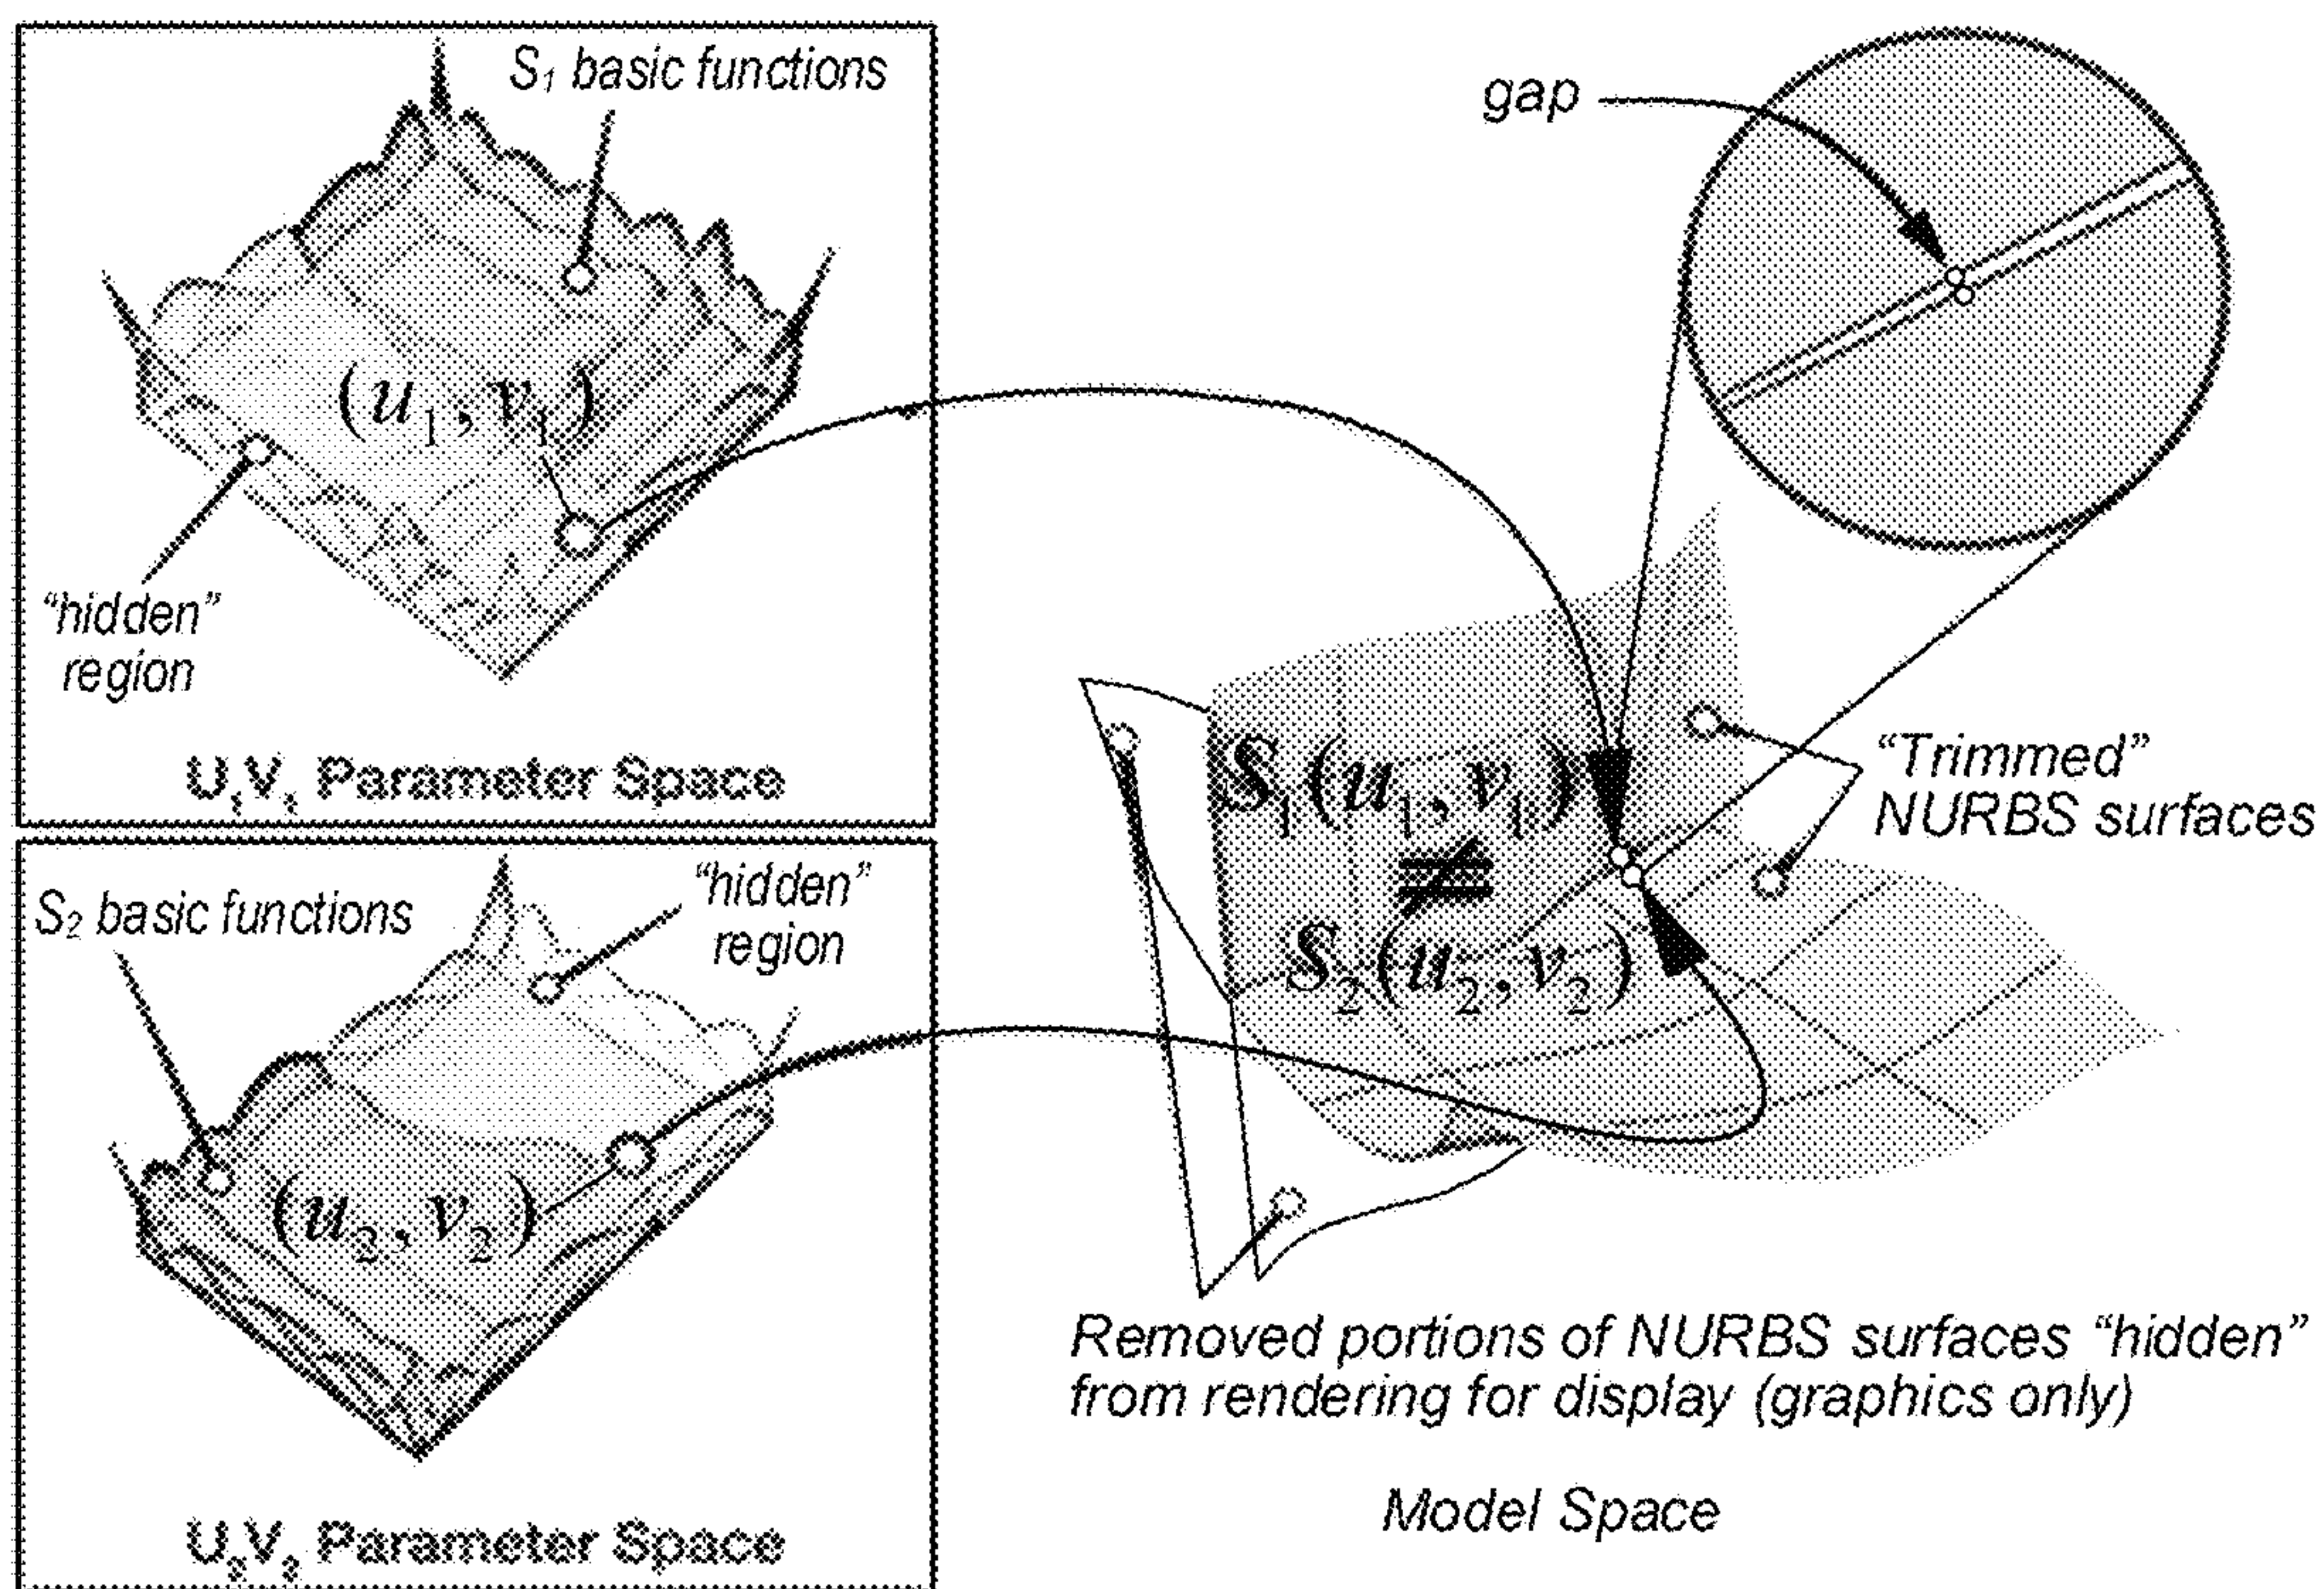 S₁ basic functions
(u₁, v₁)
“hidden”
region
U₁V₁ Parameter Space
S₂ basic functions
“hidden”
region
(u₂, v₂)
U₂V₂ Parameter Space
gap
S₁(u₁, v₁)
≠
S₂(u₂, v₂)
“Trimmed”
NURBS surfaces
Removed portions of NURBS surfaces “hidden”
from rendering for display (graphics only)
Model Space